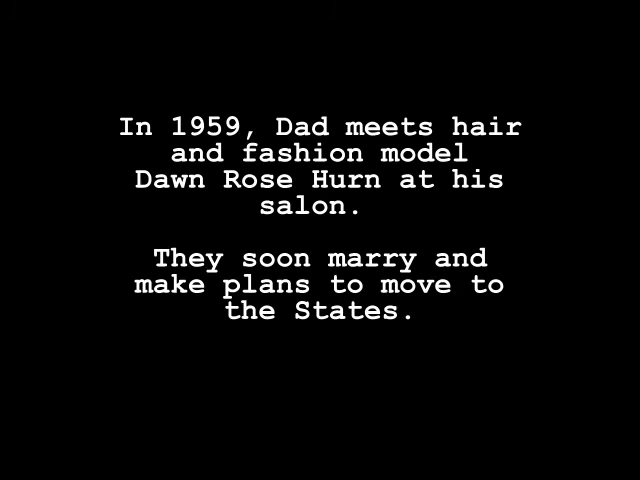 In 1959, Dad meets hair
and fashion model
Dawn Rose Hurn at his
salon.
They soon marry and
make plans to move to
the States.